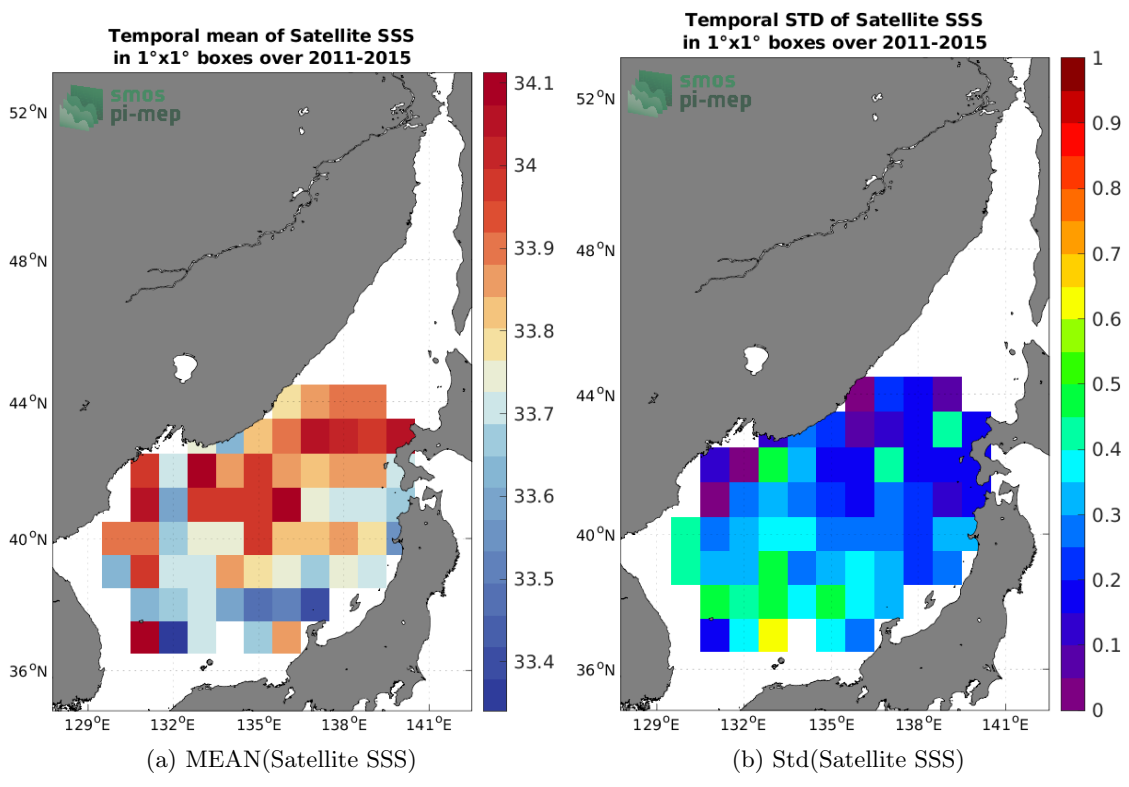 Temporal mean of Satellite SSS
in 1°x1° boxes over 2011-2015
smos
pi-mep
52°N
48°N
44°N
40°N
36°N
129°E
132°E
135°E
138°E
141°E
34.1
34
33.9
33.8
33.7
33.6
33.5
33.4
(a) MEAN(Satellite SSS)
Temporal STD of Satellite SSS
in 1°x1° boxes over 2011-2015
smos
pi-mep
52°N
48°N
44°N
40°N
36°N
129°E
132°E
135°E
138°E
141°E
1
0.9
0.8
0.7
0.6
0.5
0.4
0.3
0.2
0.1
0
(b) Std(Satellite SSS)